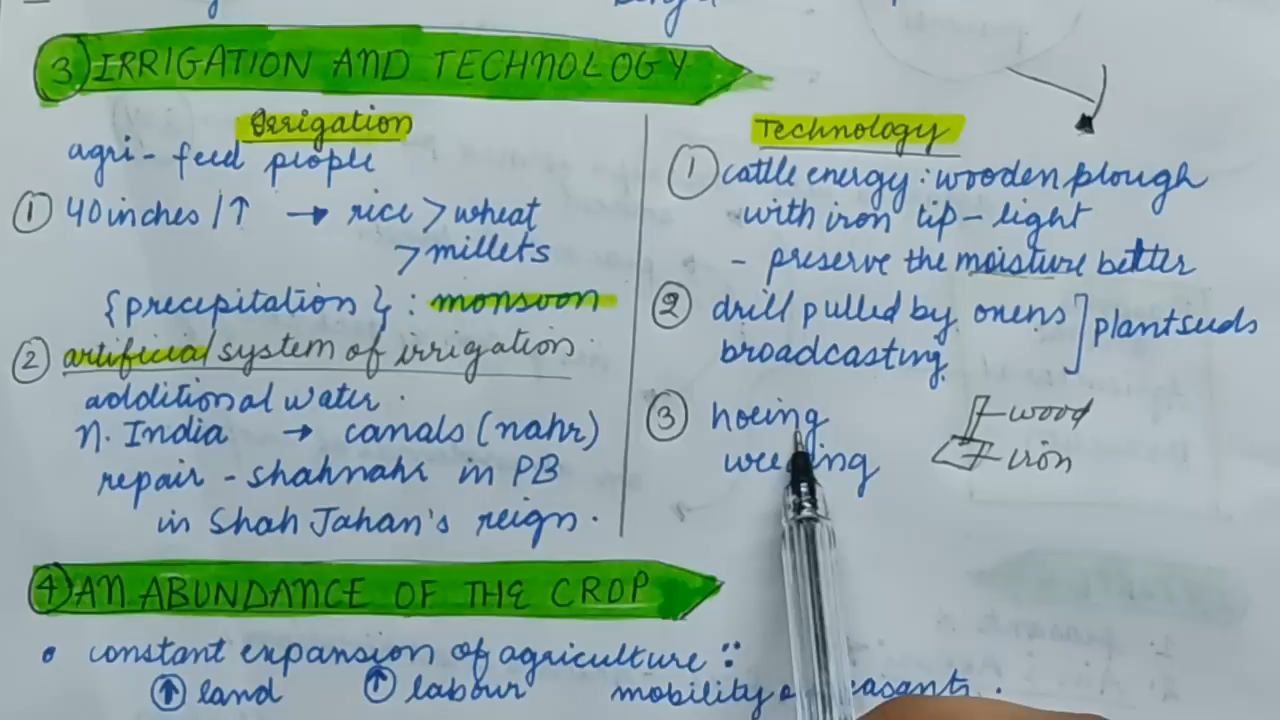 ③ IRRIGATION AND TECHNOLOGY
Irrigation
agri - feed people
① 40 inches / ↑ → rice > wheat
> millets
{precipitation} : monsoon
② artificial system of irrigation
additional water.
N. India → canals (nahr)
repair - shahnahr in PB
in Shah Jahan's reign.
Technology
① cattle energy : wooden plough
with iron tip - light
- preserve the moisture better
② drill pulled by oxens
broadcasting
] plant seeds
③ hoeing
weeding
wood
iron
④ AN ABUNDANCE OF THE CROP
• constant expansion of agriculture ::
↑ land ↑ labour mobility peasants.